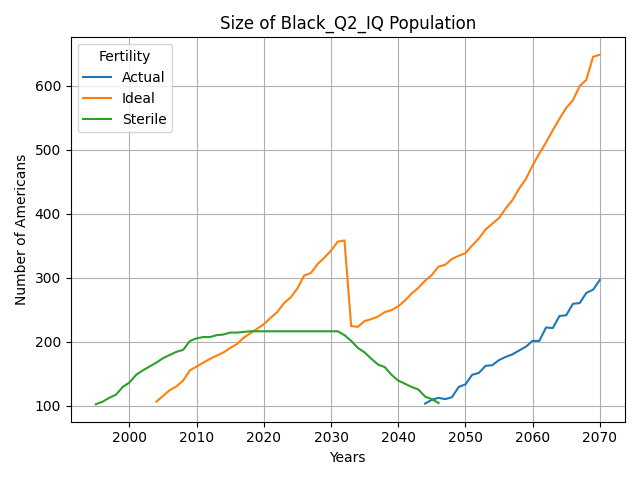 Size of Black_Q2_IQ Population
Fertility
Actual
Ideal
Sterile
Number of Americans
600
500
400
300
200
100
2000 2010 2020 2030 2040 2050 2060 2070
Years